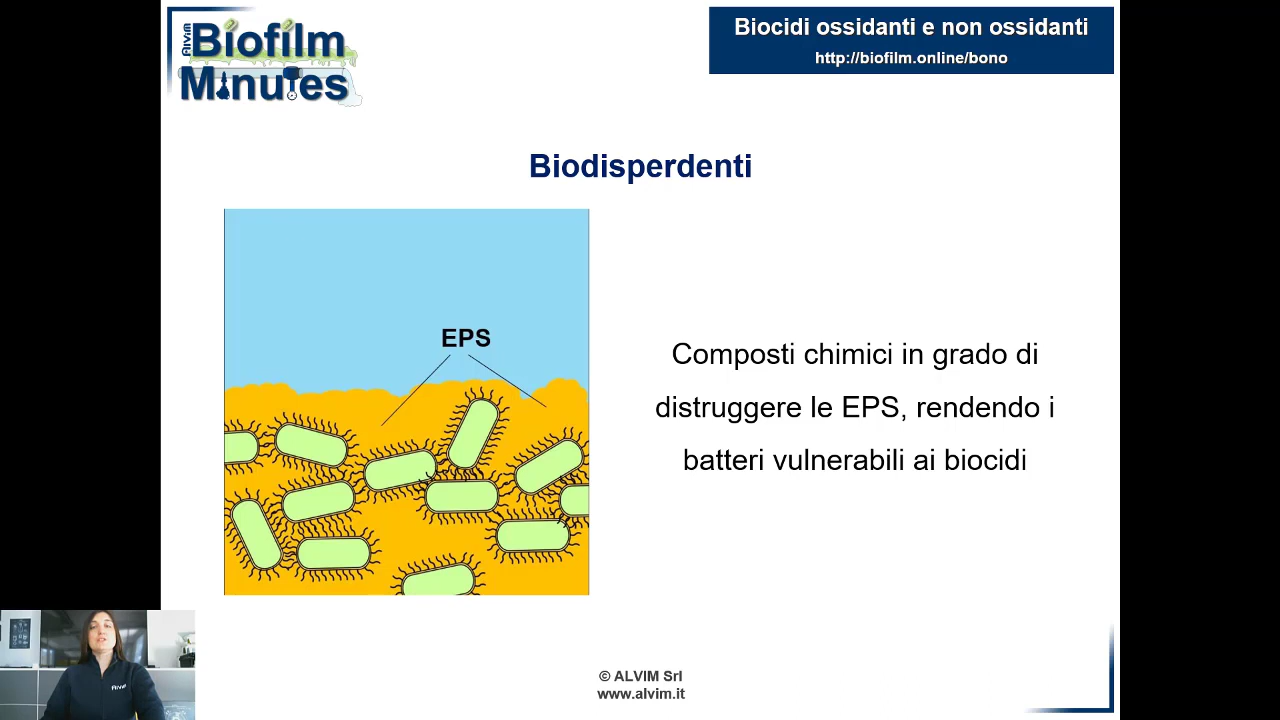 ALVIM
Biofilm
Minutes
Biocidi ossidanti e non ossidanti
http://biofilm.online/bono
Biodisperdenti
EPS
Composti chimici in grado di
distruggere le EPS, rendendo i
batteri vulnerabili ai biocidi
ALVIM
© ALVIM Srl
www.alvim.it